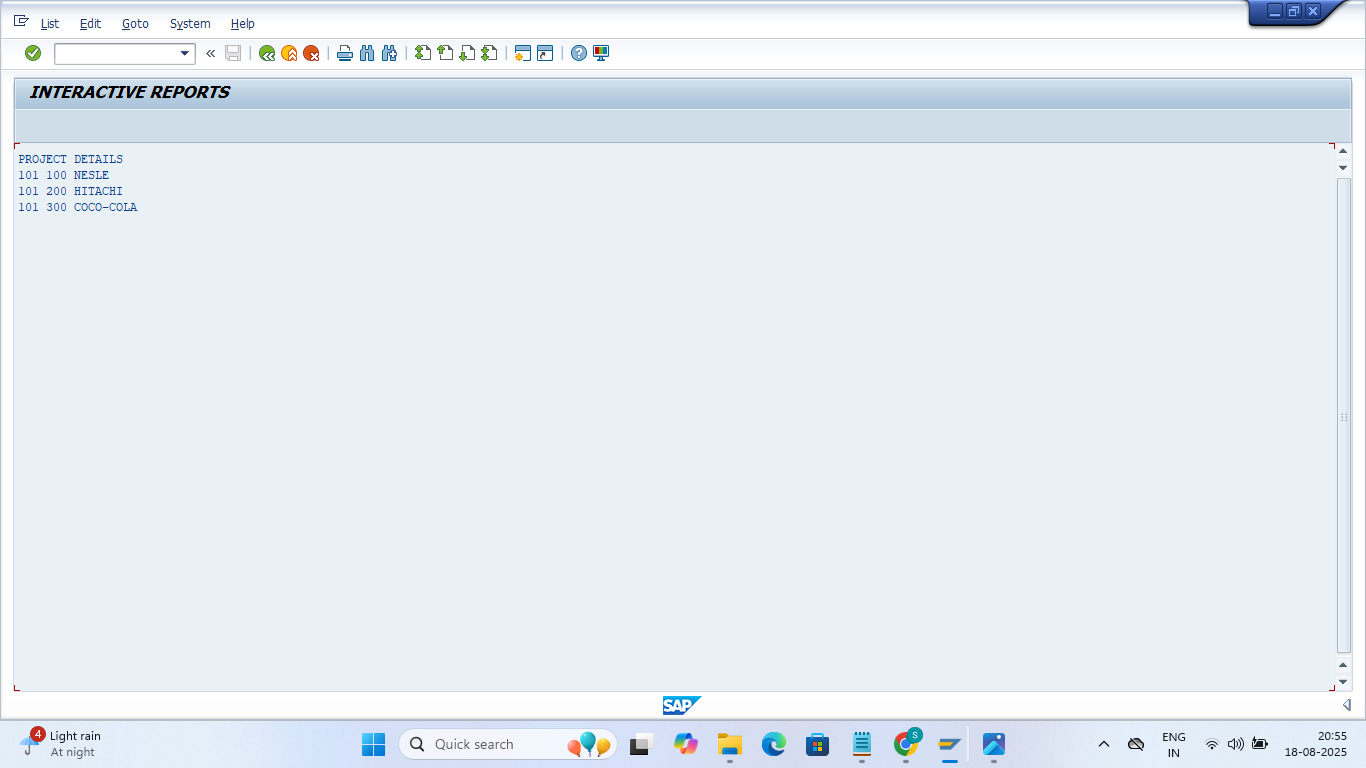 List Edit Goto System Help
INTERACTIVE REPORTS
PROJECT DETAILS
101 100 NESLE
101 200 HITACHI
101 300 COCO-COLA
SAP
4
Light rain
At night
Quick search
S
ENG
IN
20:55
18-08-2025